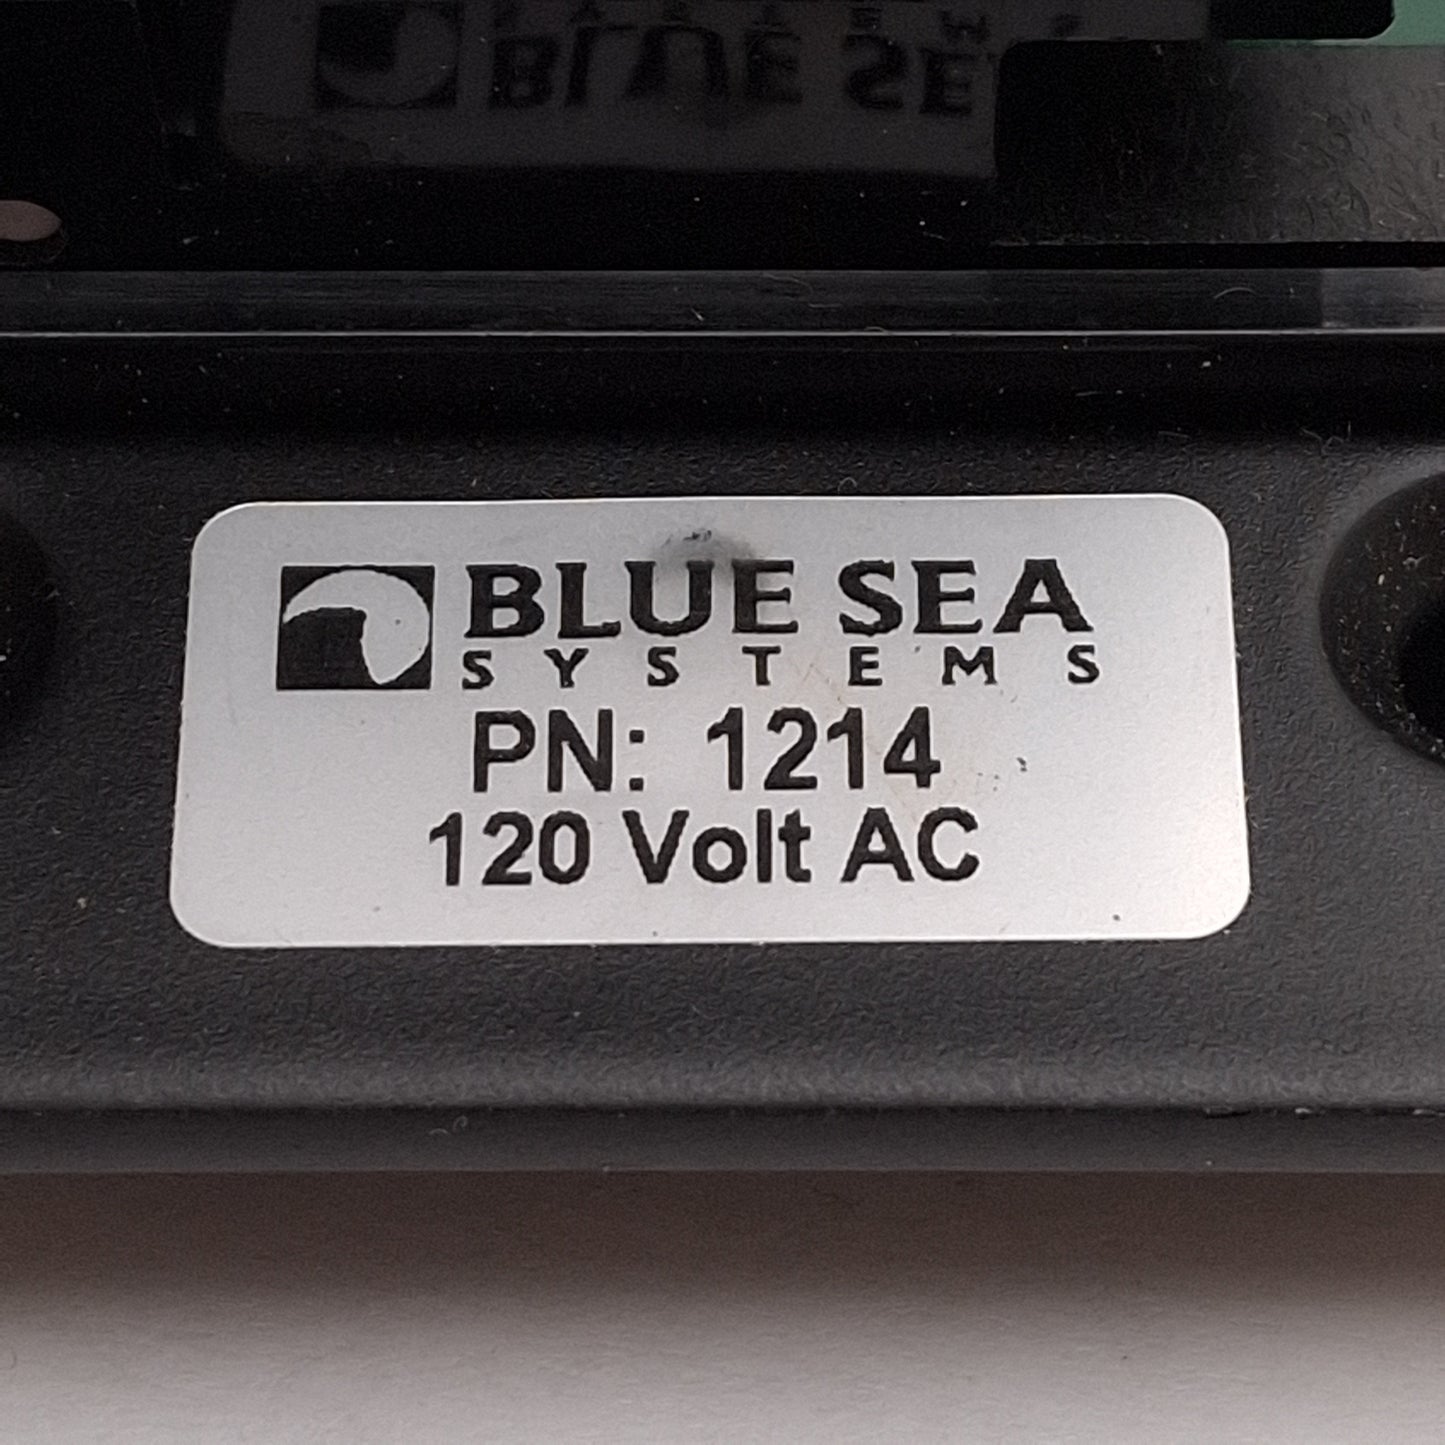 BLUE SEA
SYSTEMS
PN: 1214
120 Volt AC